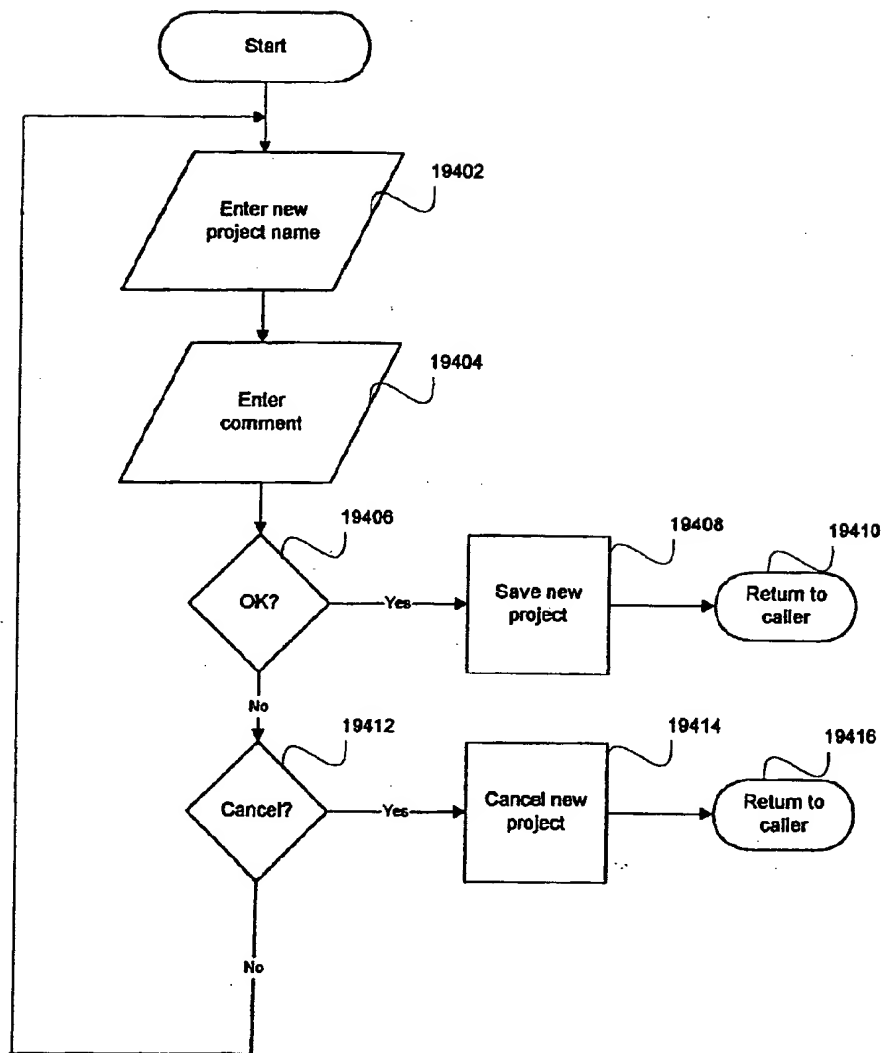 Start
19402
Enter new
project name
19404
Enter
comment
19406
OK?
Yes
19408
Save new
project
19410
Return to
caller
No
19412
Cancel?
Yes
19414
Cancel new
project
19416
Return to
caller
No